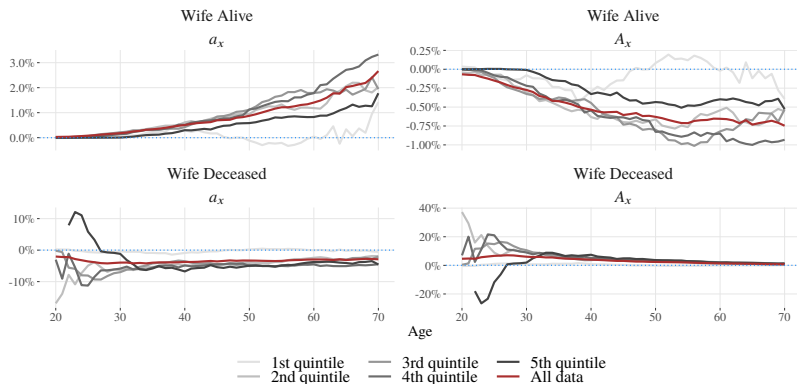 Wife Alive
aₓ
3.0%
2.0%
1.0%
0.0%
Wife Alive
Aₓ
0.25%
0.00%
-0.25%
-0.50%
-0.75%
-1.00%
Wife Deceased
aₓ
10%
0%
-10%
20 30 40 50 60 70
Wife Deceased
Aₓ
40%
20%
0%
-20%
20 30 40 50 60 70
Age
1st quintile 3rd quintile 5th quintile
2nd quintile 4th quintile All data